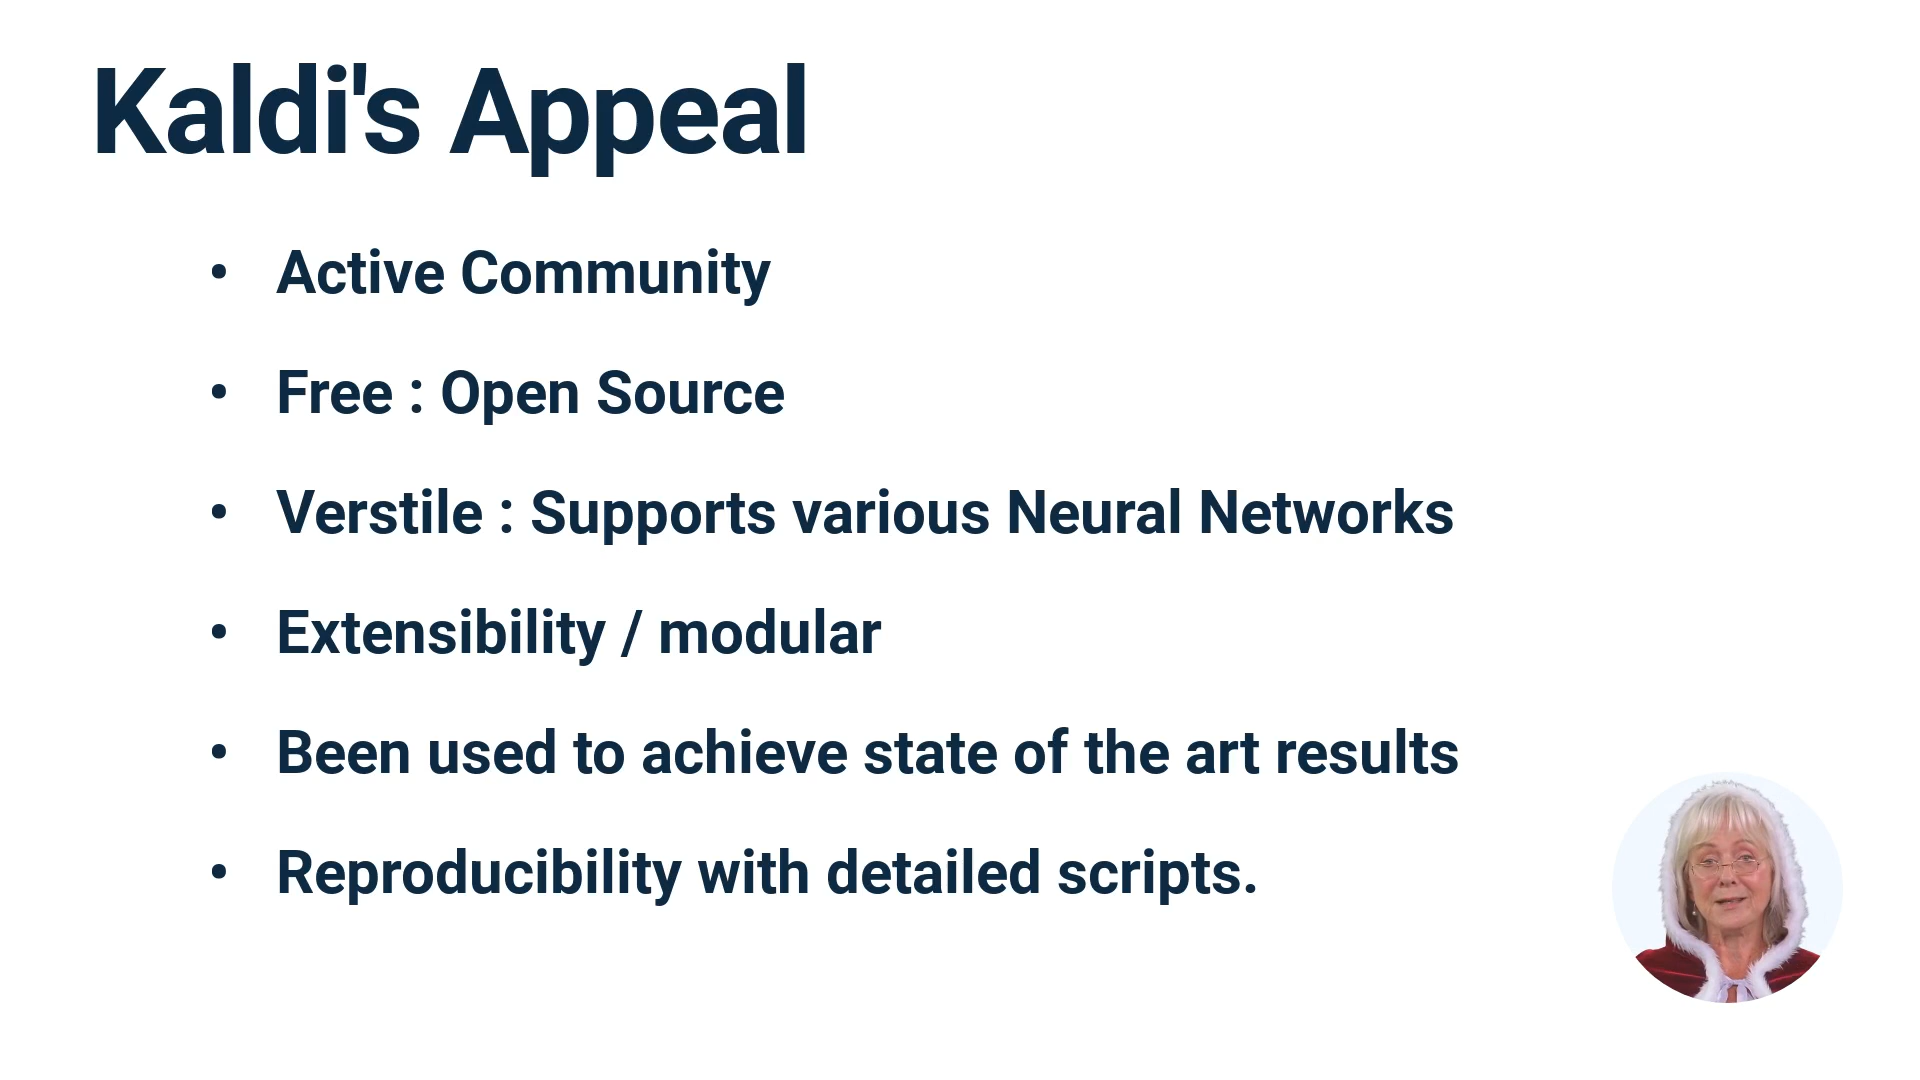 Kaldi's Appeal
• Active Community
• Free : Open Source
• Verstile : Supports various Neural Networks
• Extensibility / modular
• Been used to achieve state of the art results
• Reproducibility with detailed scripts.